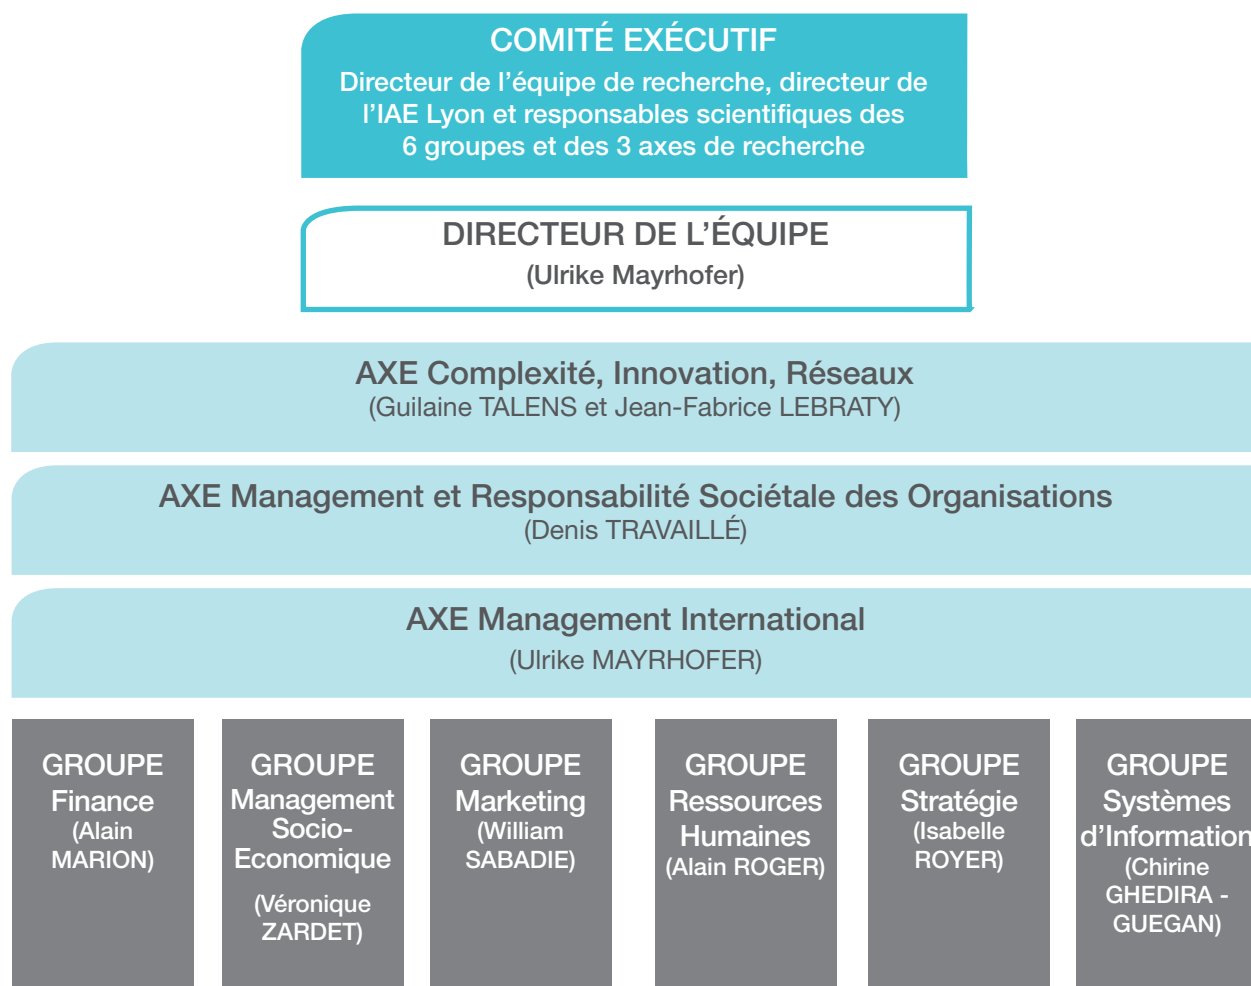 COMITÉ EXÉCUTIF
Directeur de l’équipe de recherche, directeur de
l’IAE Lyon et responsables scientifiques des
6 groupes et des 3 axes de recherche
DIRECTEUR DE L’ÉQUIPE
(Ulrike Mayrhofer)
AXE Complexité, Innovation, Réseaux
(Guilaine TALENS et Jean-Fabrice LEBRATY)
AXE Management et Responsabilité Sociétale des Organisations
(Denis TRAVAILLÉ)
AXE Management International
(Ulrike MAYRHOFER)
GROUPE
Finance
(Alain
MARION)
GROUPE
Management
Socio-
Economique
(Véronique
ZARDET)
GROUPE
Marketing
(William
SABADIE)
GROUPE
Ressources
Humaines
(Alain ROGER)
GROUPE
Stratégie
(Isabelle
ROYER)
GROUPE
Systèmes
d’Information
(Chirine
GHEDIRA -
GUEGAN)